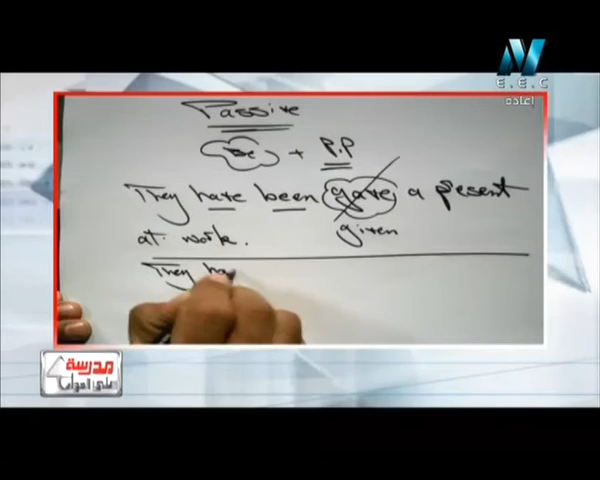 E.E.C
إعادة
Passive
Be + P.P
They have been gave a present
given
at work.
They ha
مدرسة
على الهواء